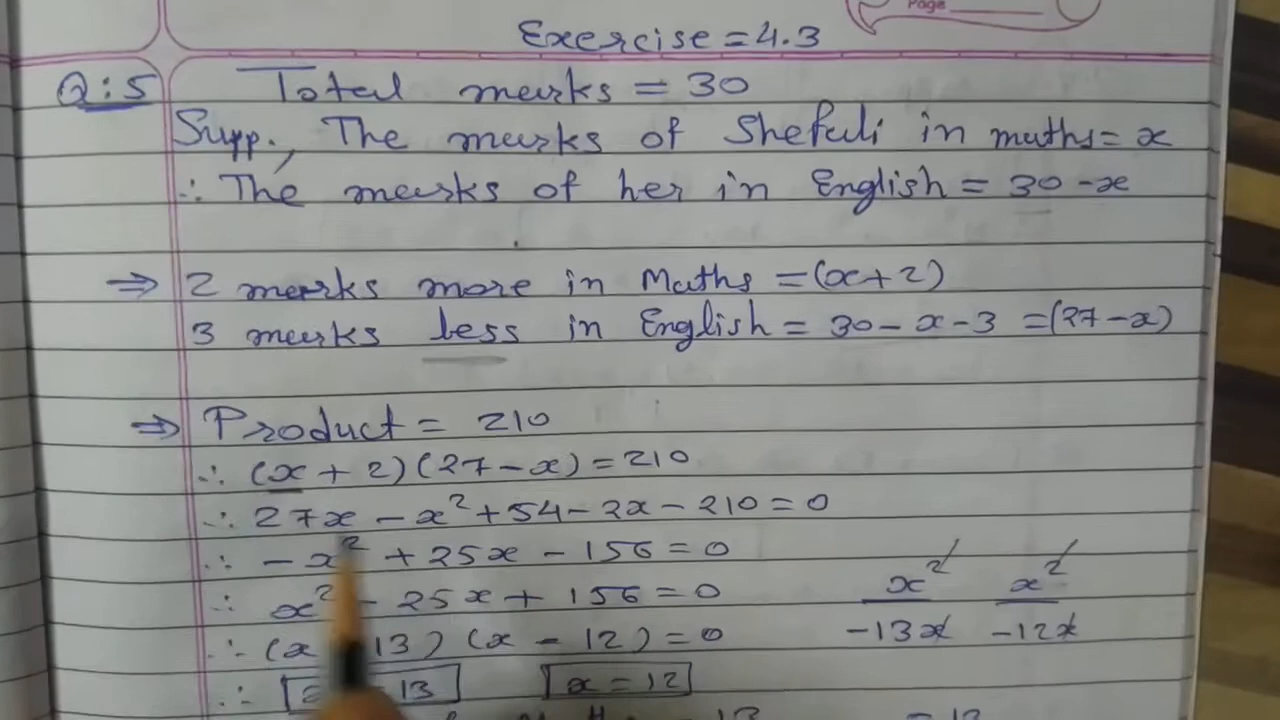 Page
Exercise = 4.3
Q:5 Total marks = 30
Supp., The marks of Shefali in maths = x
∴ The marks of her in English = 30 - x
⇒ 2 marks more in Maths = (x + 2)
3 marks less in English = 30 - x - 3 = (27 - x)
⇒ Product = 210
∴ (x + 2) (27 - x) = 210
∴ 27x - x² + 54 - 2x - 210 = 0
∴ - x² + 25x - 156 = 0
∴ x² - 25x + 156 = 0 x² x²
∴ (x 13) (x - 12) = 0 -13x -12x
∴ = 13 x = 12